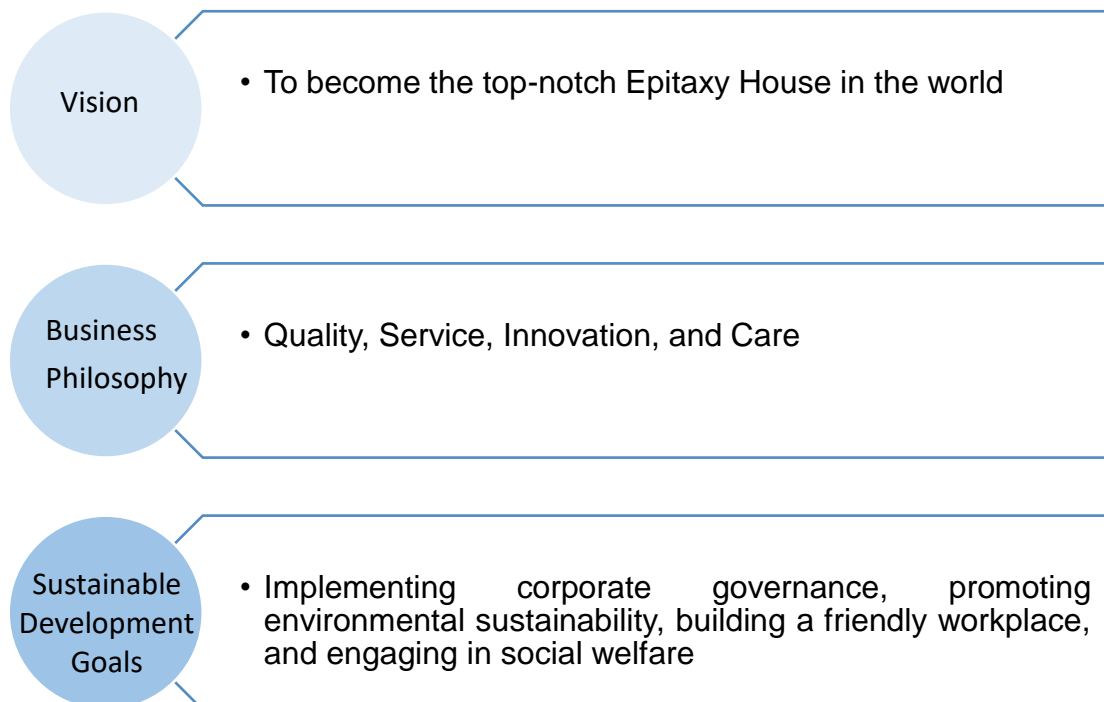 Vision
• To become the top-notch Epitaxy House in the world
Business
Philosophy
• Quality, Service, Innovation, and Care
Sustainable
Development
Goals
• Implementing corporate governance, promoting
environmental sustainability, building a friendly workplace,
and engaging in social welfare